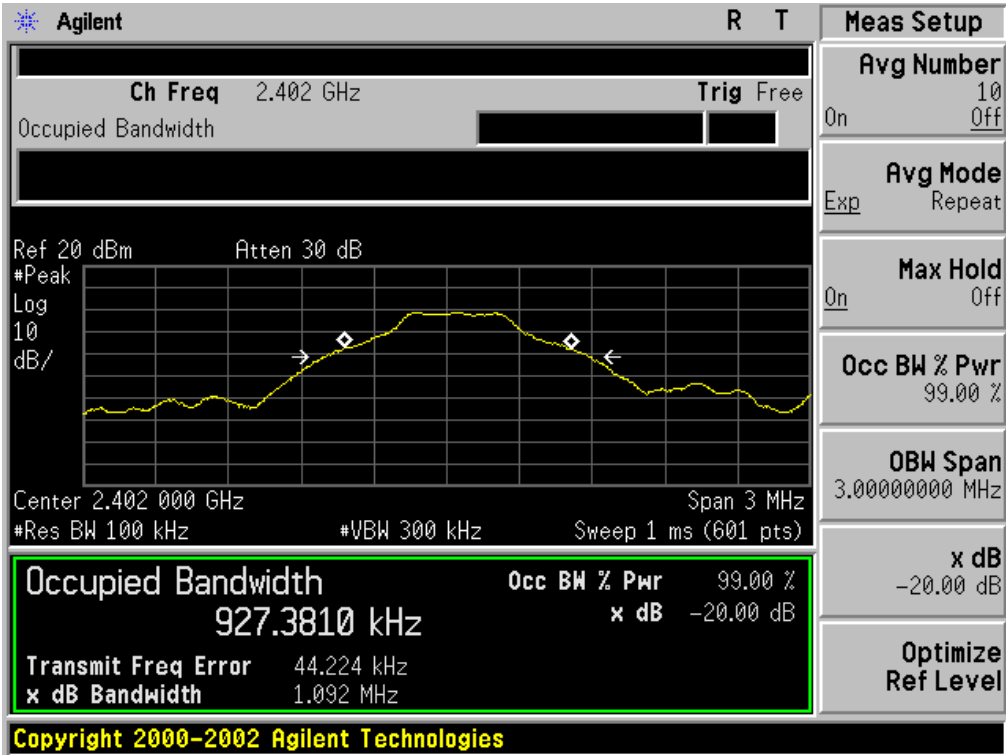 Agilent R T
Ch Freq 2.402 GHz Trig Free
Occupied Bandwidth
Ref 20 dBm Atten 30 dB
#Peak
Log
10
dB/
Center 2.402 000 GHz Span 3 MHz
#Res BW 100 kHz #VBW 300 kHz Sweep 1 ms (601 pts)
Occupied Bandwidth Occ BW % Pwr 99.00 %
927.3810 kHz x dB -20.00 dB
Transmit Freq Error 44.224 kHz
x dB Bandwidth 1.092 MHz
Copyright 2000-2002 Agilent Technologies
Meas Setup
Avg Number
10
On Off
Avg Mode
Exp Repeat
Max Hold
On Off
Occ BW % Pwr
99.00 %
OBW Span
3.00000000 MHz
x dB
-20.00 dB
Optimize
Ref Level